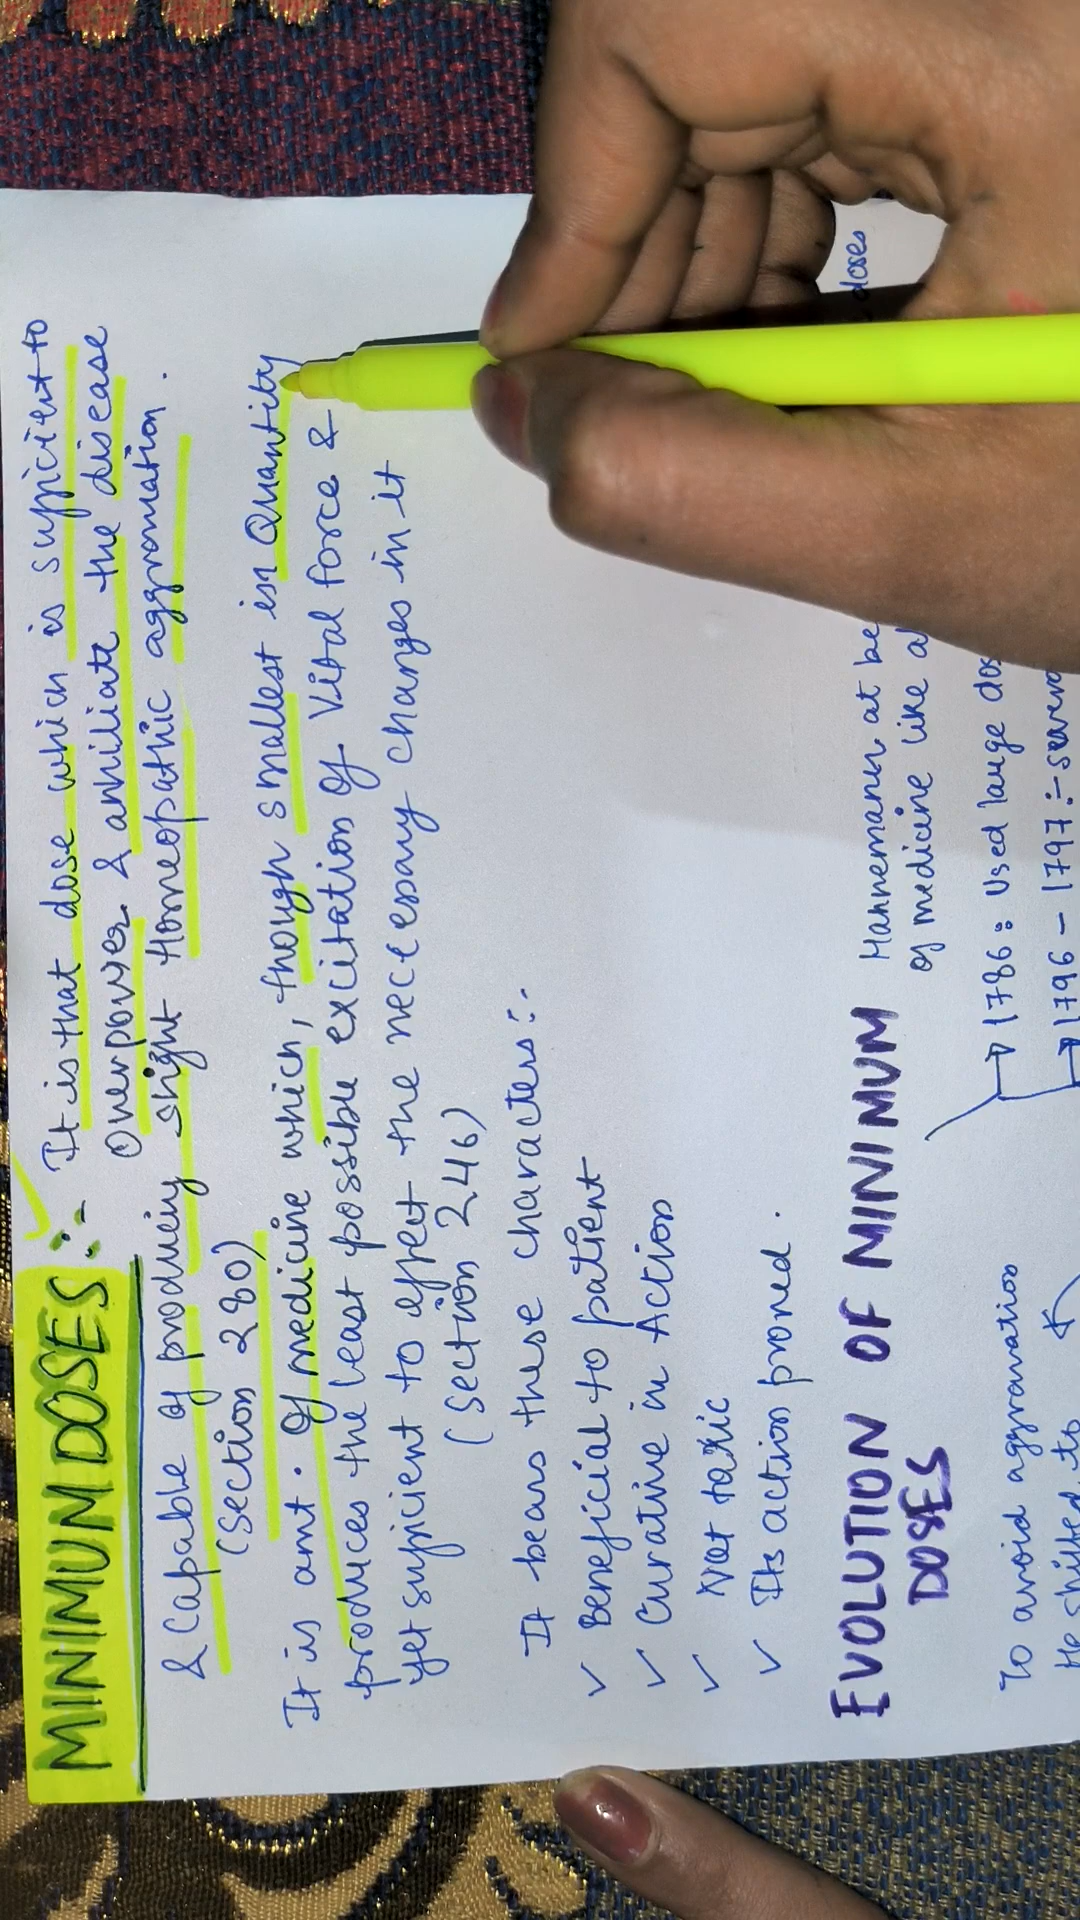 MINIMUM DOSES :- It is that dose which is sufficient to
Overpower & anhiliate the disease
& Capable of producing slight Homeopathic aggrawation.
(Section 280)
It is amt. Of medicine which, though smallest in Quantity
produces the least possible excitation of Vital force &
yet sufficient to effect the necessary changes in it
(Section 246)
It bears these characters:-
✓ Beneficial to patient
✓ Curative in Action
✓ Not toxic
✓ Its action proned.
EVOLUTION OF MINIMUM
DOSES
Hahnemann at be
doses
of medicine like al
1786: Used large dos
1796 - 1797 :-
To avoid aggravation
He shifted to